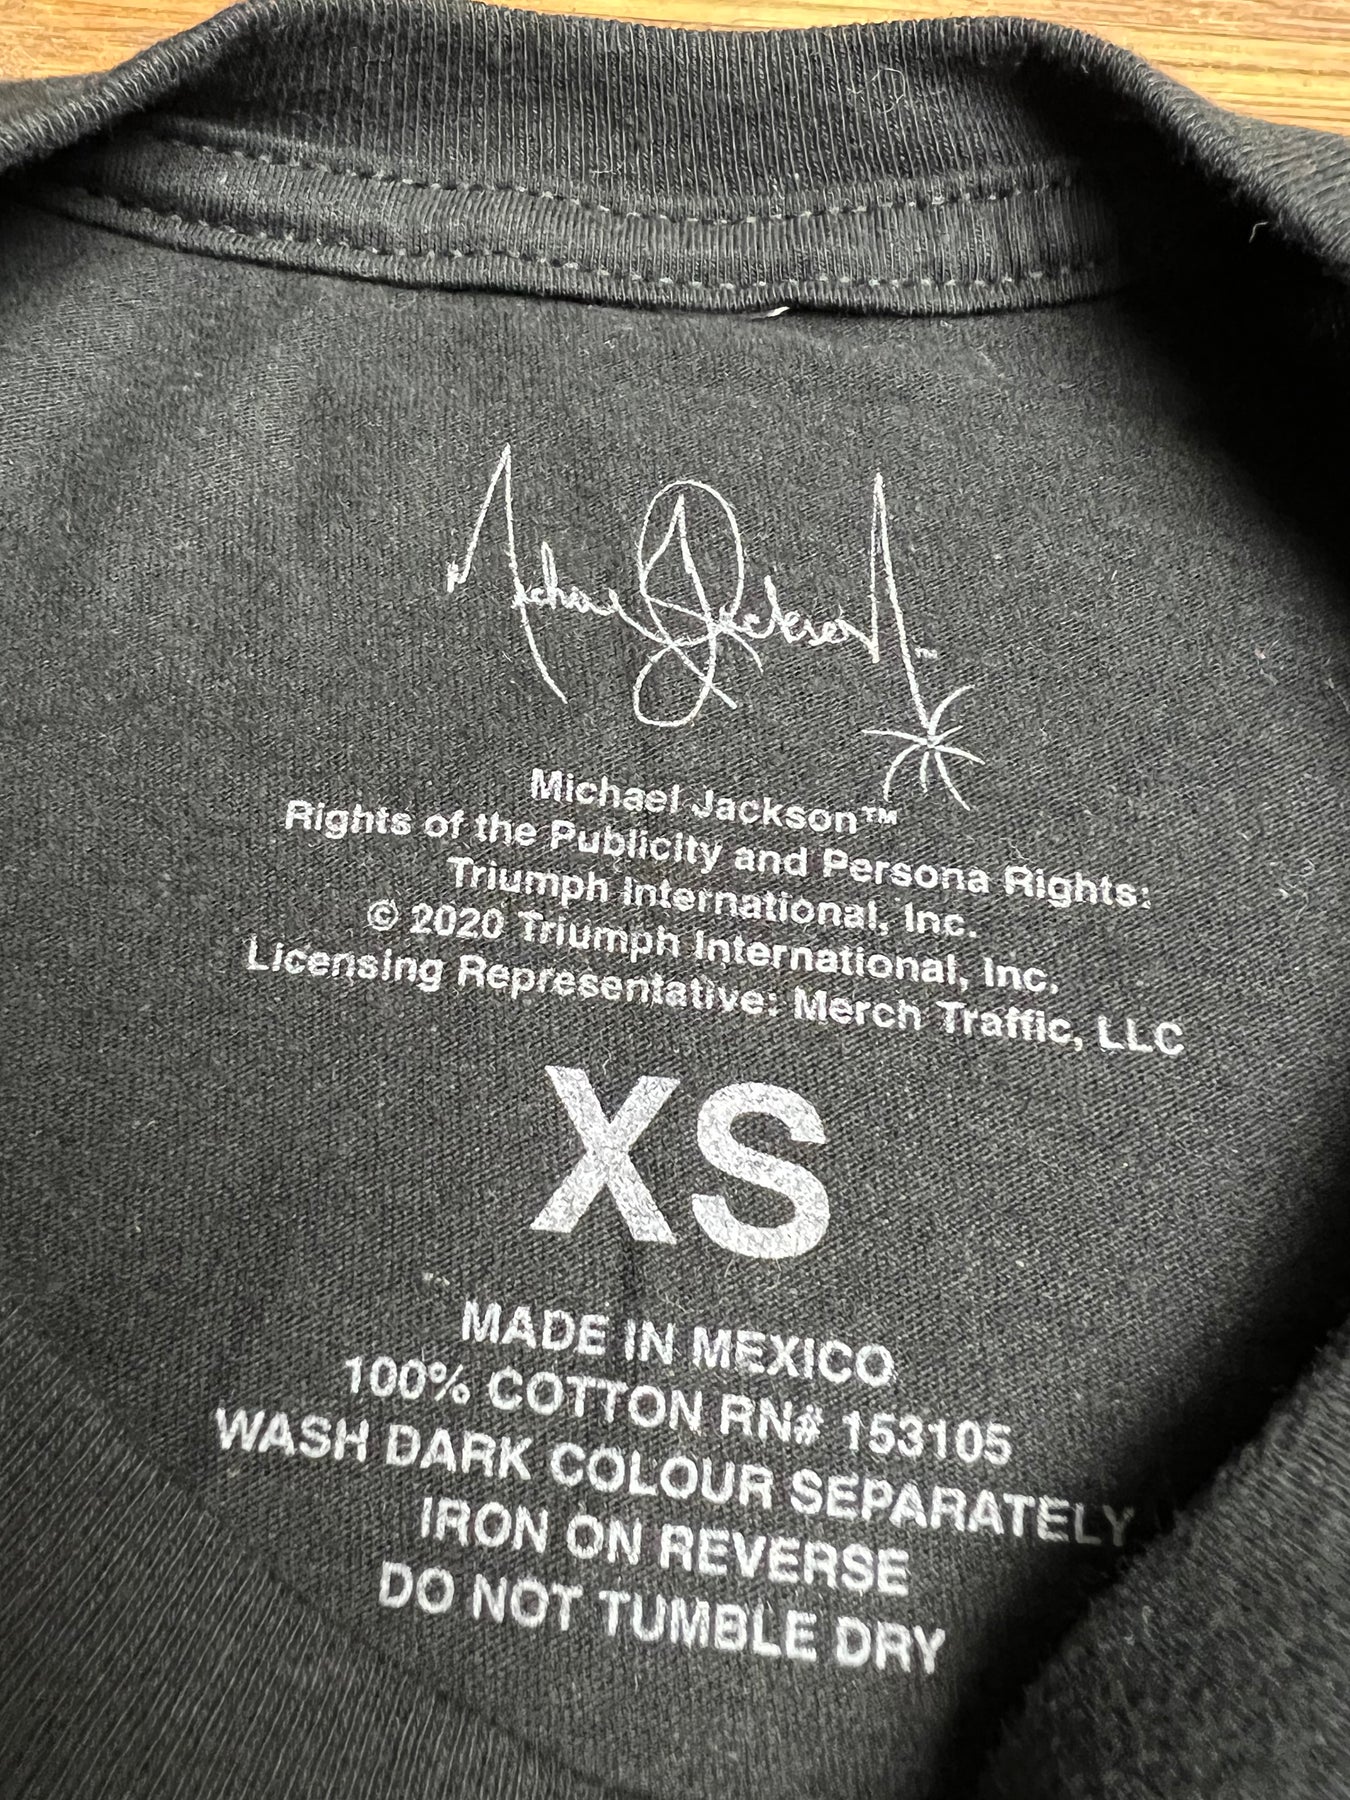 Michael Jackson™
Michael Jackson™
Rights of the Publicity and Persona Rights:
Triumph International, Inc.
© 2020 Triumph International, Inc.
Licensing Representative: Merch Traffic, LLC
XS
MADE IN MEXICO
100% COTTON RN# 153105
WASH DARK COLOUR SEPARATELY
IRON ON REVERSE
DO NOT TUMBLE DRY